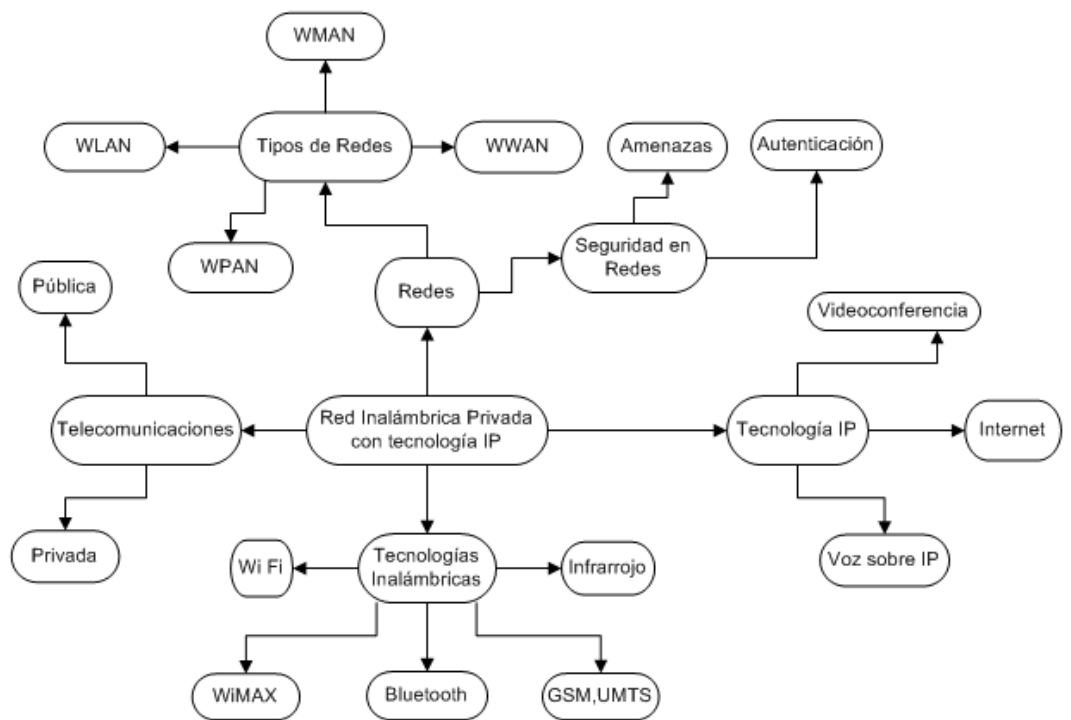 WMAN
WLAN
Tipos de Redes
WWAN
Amenazas
Autenticación
WPAN
Redes
Seguridad en
Redes
Pública
Videoconferencia
Telecomunicaciones
Red Inalámbrica Privada
con tecnología IP
Tecnología IP
Internet
Privada
Wi Fi
Tecnologías
Inalámbricas
Infrarrojo
Voz sobre IP
WiMAX
Bluetooth
GSM,UMTS